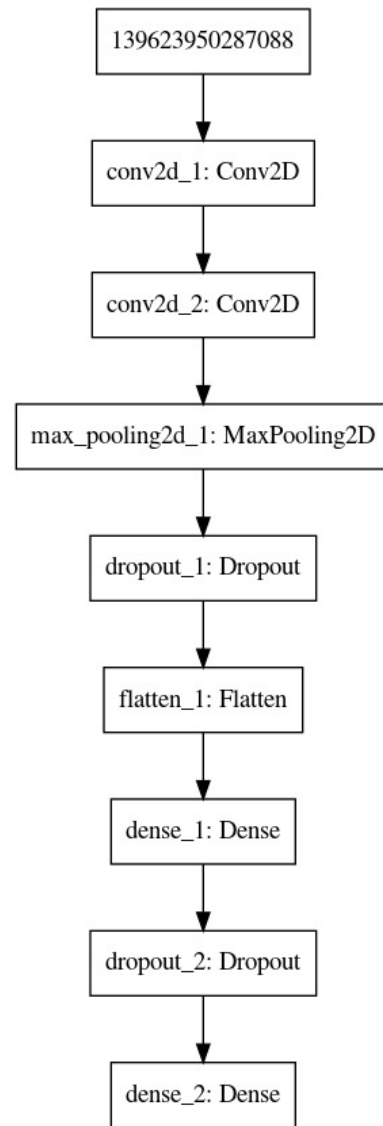 139623950287088
conv2d_1: Conv2D
conv2d_2: Conv2D
max_pooling2d_1: MaxPooling2D
dropout_1: Dropout
flatten_1: Flatten
dense_1: Dense
dropout_2: Dropout
dense_2: Dense